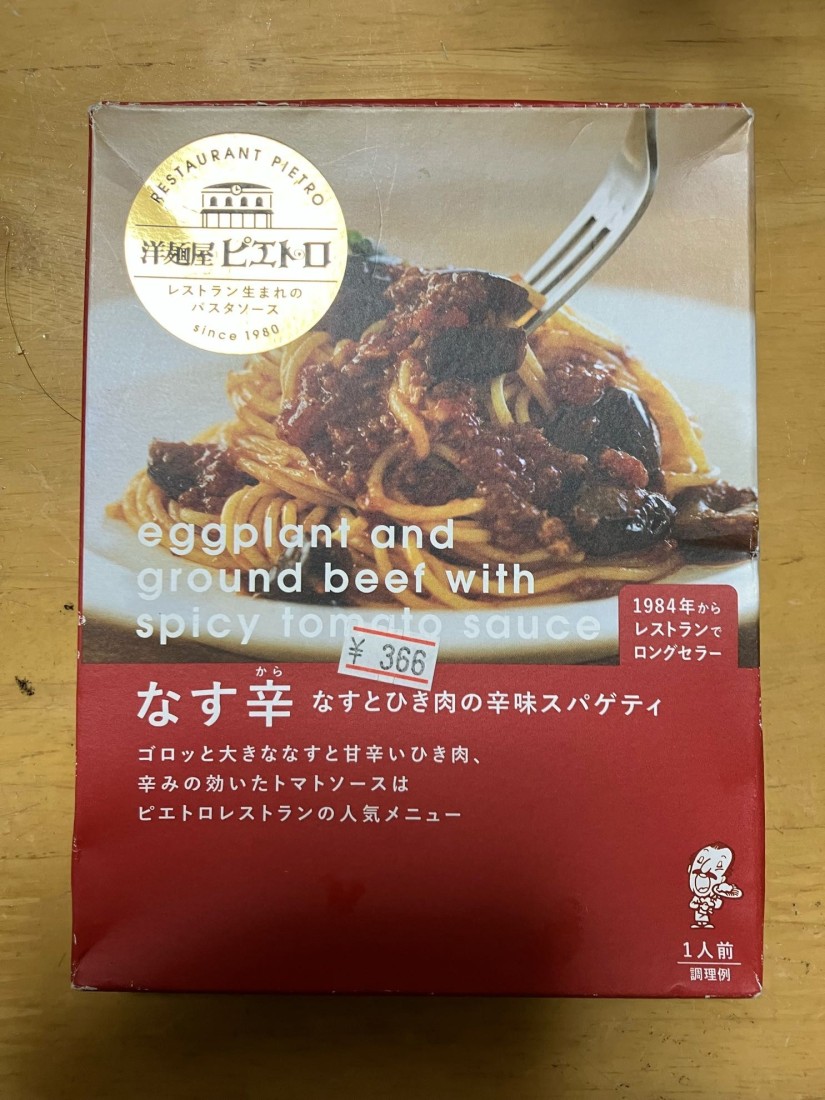 RESTAURANT PIETRO
洋麺屋 ピエトロ
レストラン生まれの
パスタソース
since 1980
eggplant and
ground beef with
spicy tomato sauce
1984年から
レストランで
ロングセラー
¥ 366
から
なす辛 なすとひき肉の辛味スパゲティ
ゴロッと大きななすと甘辛いひき肉、
辛みの効いたトマトソースは
ピエトロレストランの人気メニュー
1人前
調理例